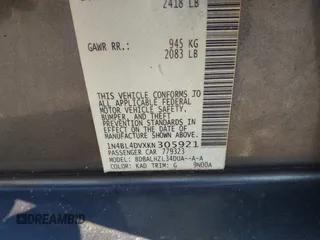 2418 LB
GAWR RR.: 945 KG
2083 LB
THIS VEHICLE CONFORMS TO ALL
APPLICABLE FEDERAL MOTOR
VEHICLE SAFETY,
BUMPER, AND THEFT
PREVENTION STANDARDS
IN EFFECT ON THE DATE OF
MANUFACTURE SHOWN ABOVE.
1N4BL4DVXKN305921
PASSENGER CAR 779323
MODEL: BDBALHZL34DUA--A-A
COLOR: KAD TRIM: G 9N00A
DREAMBID